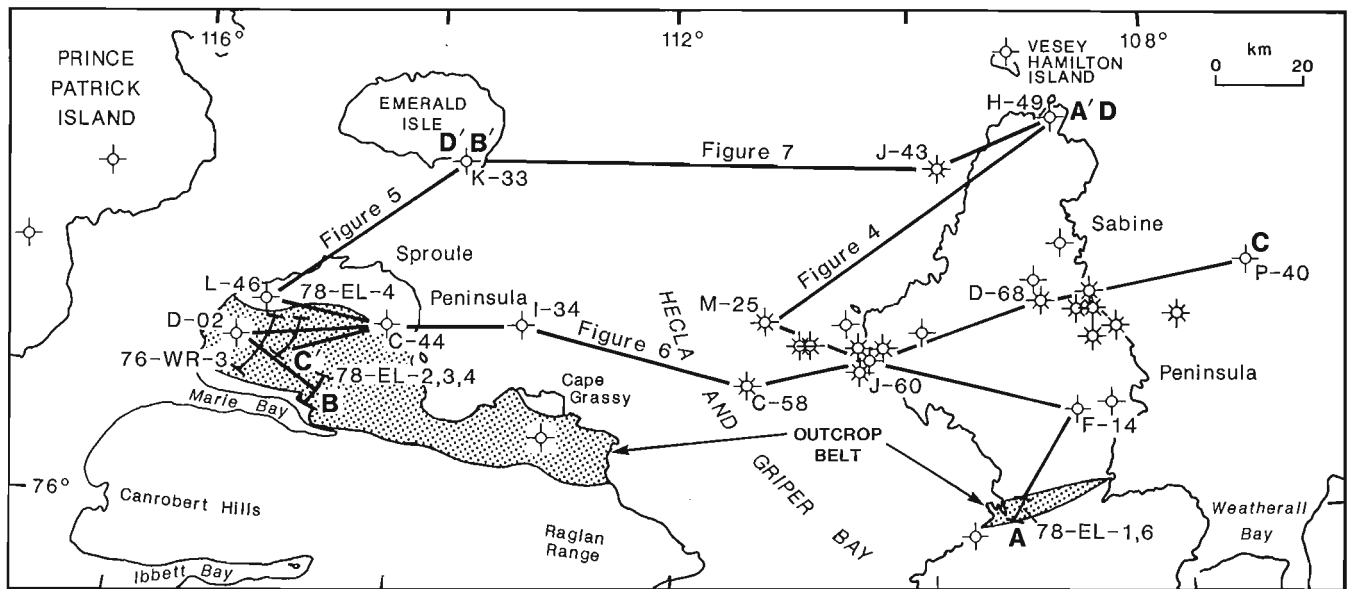 116°
112°
108°
PRINCE
PATRICK
ISLAND
EMERALD
ISLE
D' B'
K-33
Figure 7
J-43
H-49
A' D
VESEY
HAMILTON
ISLAND
km
0 20
Figure 5
Figure 4
Sabine
C
P-40
L-46
78-EL-4
Sproule
Peninsula
I-34
HECLA
M-25
D-68
D-02
C-44
Figure 6
76-WR-3
C'
78-EL-2,3,4
Cape
Grassy
C-58
AND
J-60
Peninsula
Marie Bay
B
F-14
OUTCROP
BELT
76°
GRIPER
BAY
Canrobert Hills
Raglan
Range
A
78-EL-1,6
Weatherall
Bay
Ibbett Bay